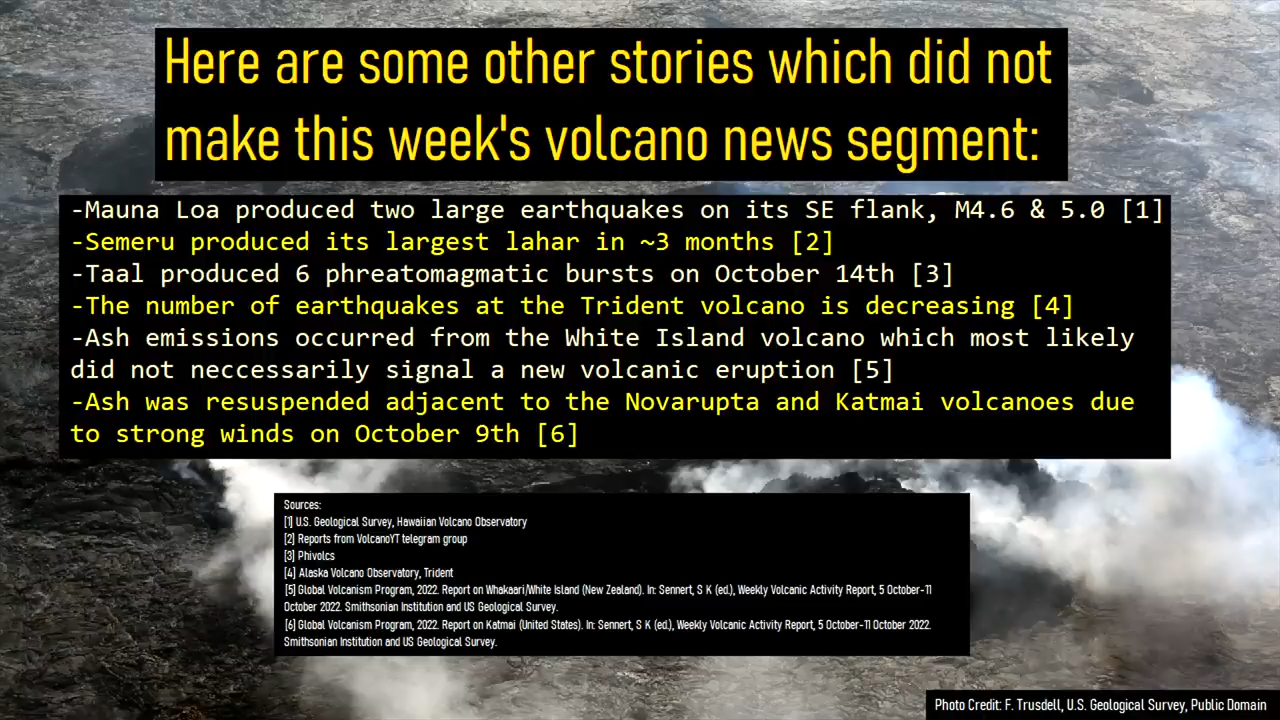 Here are some other stories which did not
make this week's volcano news segment:
-Mauna Loa produced two large earthquakes on its SE flank, M4.6 & 5.0 [1]
-Semeru produced its largest lahar in ~3 months [2]
-Taal produced 6 phreatomagmatic bursts on October 14th [3]
-The number of earthquakes at the Trident volcano is decreasing [4]
-Ash emissions occurred from the White Island volcano which most likely
did not neccessarily signal a new volcanic eruption [5]
-Ash was resuspended adjacent to the Novarupta and Katmai volcanoes due
to strong winds on October 9th [6]
Sources:
[1] U.S. Geological Survey, Hawaiian Volcano Observatory
[2] Reports from VolcanoYT telegram group
[3] Phivolcs
[4] Alaska Volcano Observatory, Trident
[5] Global Volcanism Program, 2022. Report on Whakaari/White Island (New Zealand). In: Sennert, S K (ed.), Weekly Volcanic Activity Report, 5 October-11
October 2022. Smithsonian Institution and US Geological Survey.
[6] Global Volcanism Program, 2022. Report on Katmai (United States). In: Sennert, S K (ed.), Weekly Volcanic Activity Report, 5 October-11 October 2022.
Smithsonian Institution and US Geological Survey.
Photo Credit: F. Trusdell, U.S. Geological Survey, Public Domain